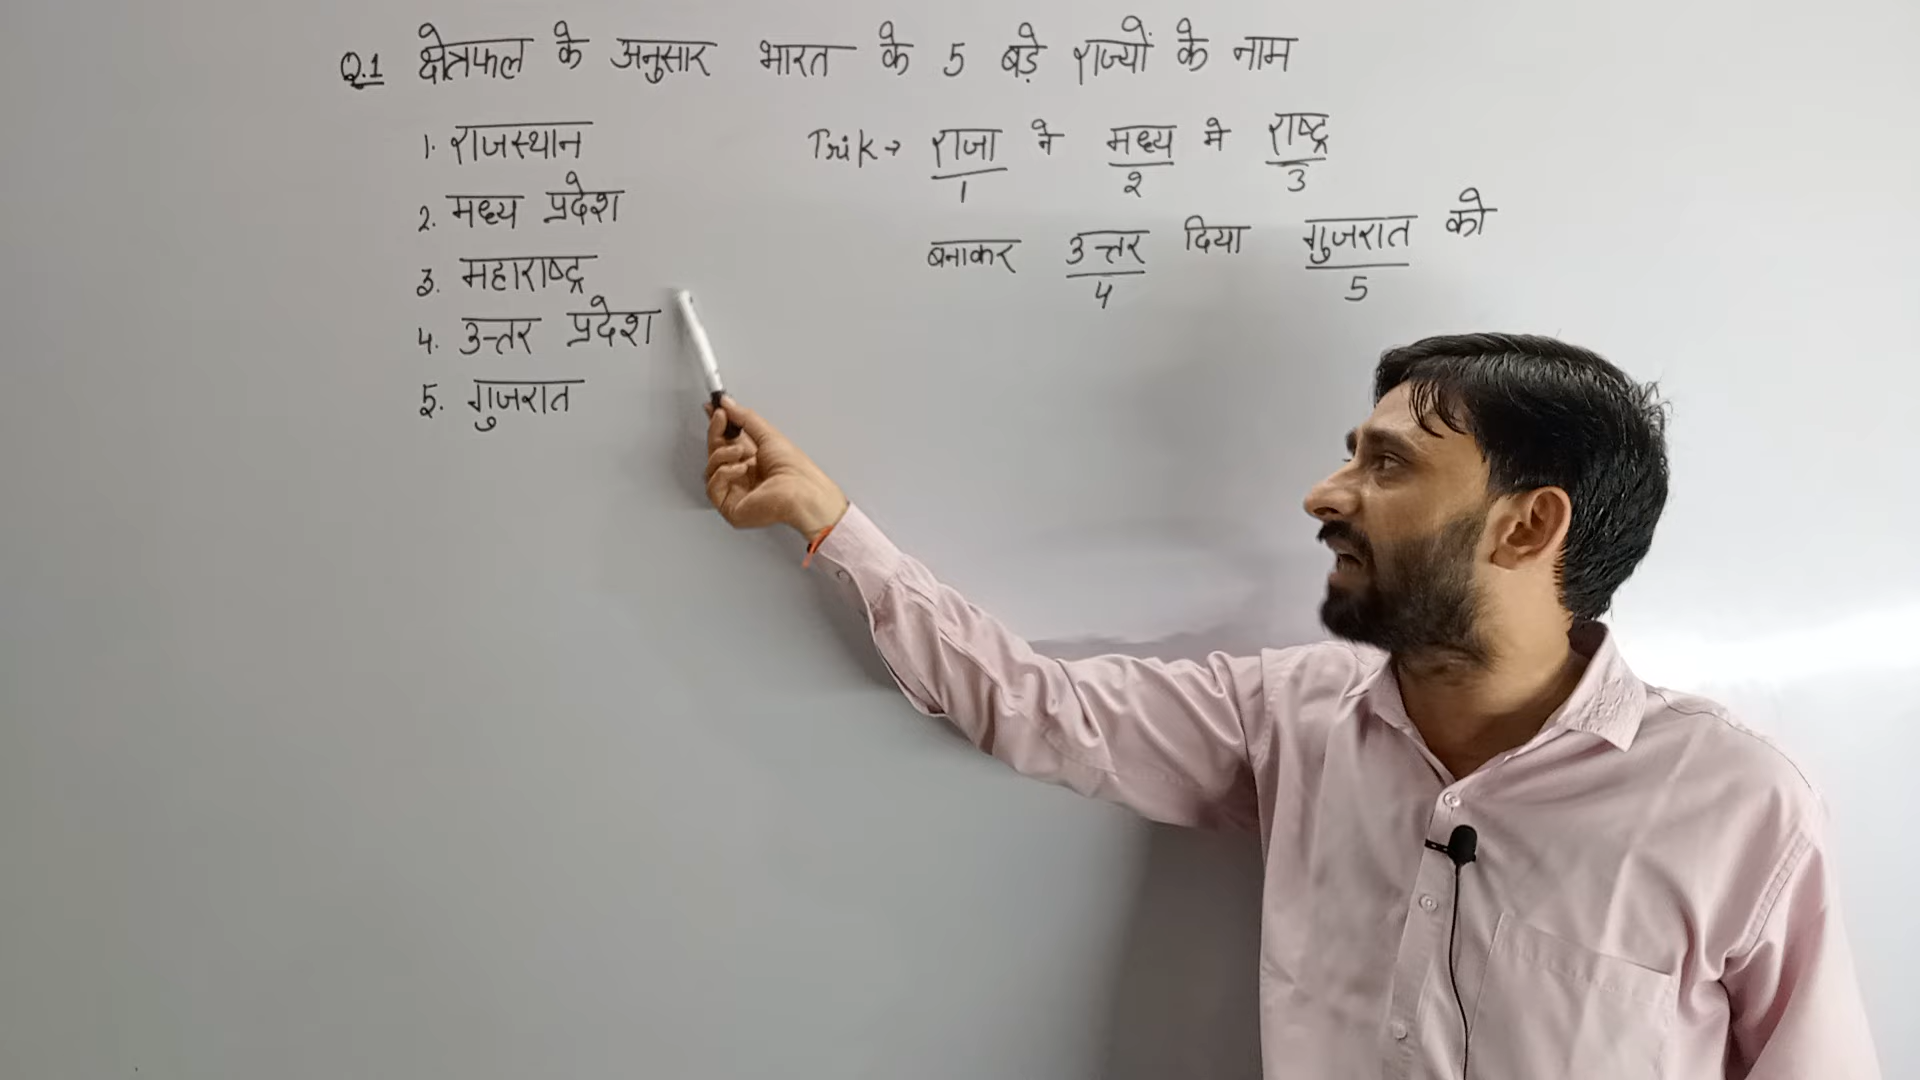 Q.1 क्षेत्रफल के अनुसार भारत के 5 बड़े राज्यों के नाम
1. राजस्थान
2. मध्य प्रदेश
3. महाराष्ट्र
4. उत्तर प्रदेश
5. गुजरात
Trik→ राजा ने मध्य मे राष्ट्र
1 2 3
बनाकर उत्तर दिया गुजरात को
4 5